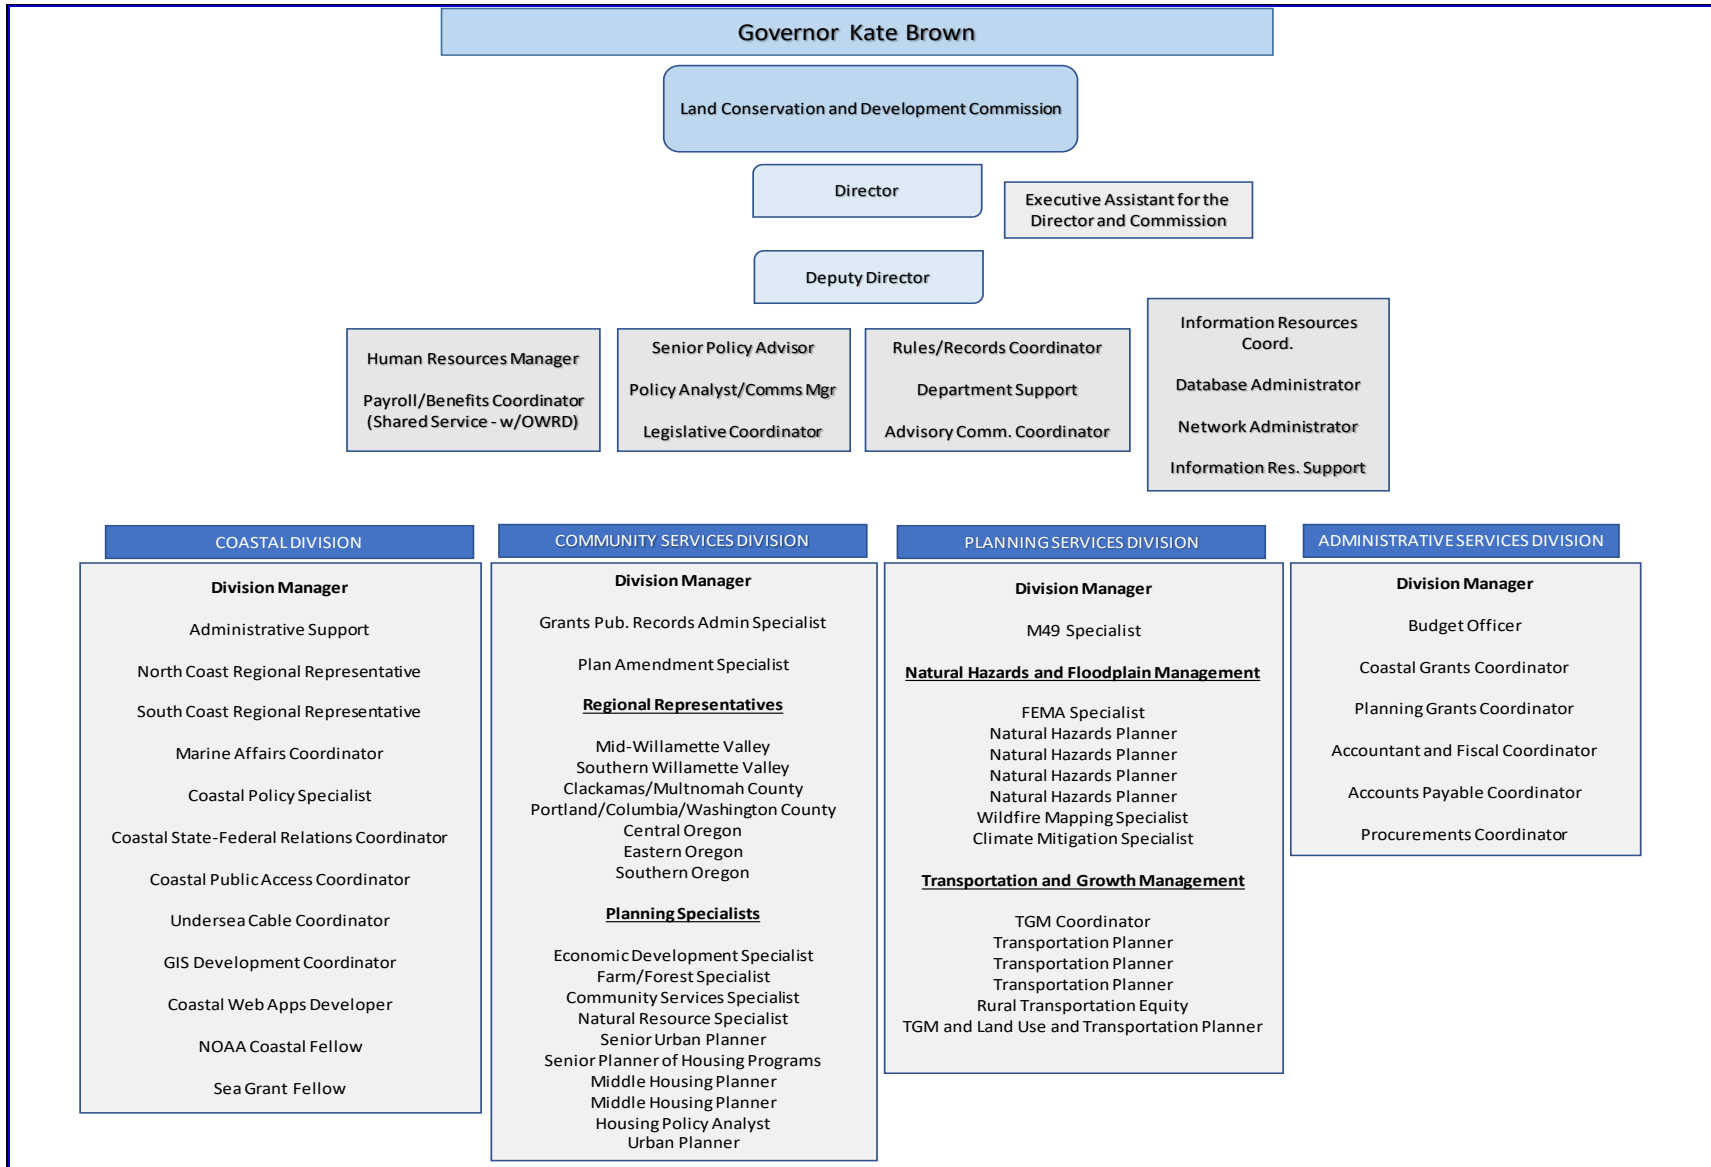 Governor Kate Brown
Land Conservation and Development Commission
Director
Executive Assistant for the
Director and Commission
Deputy Director
Human Resources Manager
Payroll/Benefits Coordinator
(Shared Service - w/OWRD)
Senior Policy Advisor
Policy Analyst/Comms Mgr
Legislative Coordinator
Rules/Records Coordinator
Department Support
Advisory Comm. Coordinator
Information Resources
Coord.
Database Administrator
Network Administrator
Information Res. Support
COASTAL DIVISION
Division Manager
Administrative Support
North Coast Regional Representative
South Coast Regional Representative
Marine Affairs Coordinator
Coastal Policy Specialist
Coastal State-Federal Relations Coordinator
Coastal Public Access Coordinator
Undersea Cable Coordinator
GIS Development Coordinator
Coastal Web Apps Developer
NOAA Coastal Fellow
Sea Grant Fellow
COMMUNITY SERVICES DIVISION
Division Manager
Grants Pub. Records Admin Specialist
Plan Amendment Specialist
Regional Representatives
Mid-Willamette Valley
Southern Willamette Valley
Clackamas/Multnomah County
Portland/Columbia/Washington County
Central Oregon
Eastern Oregon
Southern Oregon
Planning Specialists
Economic Development Specialist
Farm/Forest Specialist
Community Services Specialist
Natural Resource Specialist
Senior Urban Planner
Senior Planner of Housing Programs
Middle Housing Planner
Middle Housing Planner
Housing Policy Analyst
Urban Planner
PLANNING SERVICES DIVISION
Division Manager
M49 Specialist
Natural Hazards and Floodplain Management
FEMA Specialist
Natural Hazards Planner
Natural Hazards Planner
Natural Hazards Planner
Natural Hazards Planner
Wildfire Mapping Specialist
Climate Mitigation Specialist
Transportation and Growth Management
TGM Coordinator
Transportation Planner
Transportation Planner
Transportation Planner
Rural Transportation Equity
TGM and Land Use and Transportation Planner
ADMINISTRATIVE SERVICES DIVISION
Division Manager
Budget Officer
Coastal Grants Coordinator
Planning Grants Coordinator
Accountant and Fiscal Coordinator
Accounts Payable Coordinator
Procurements Coordinator